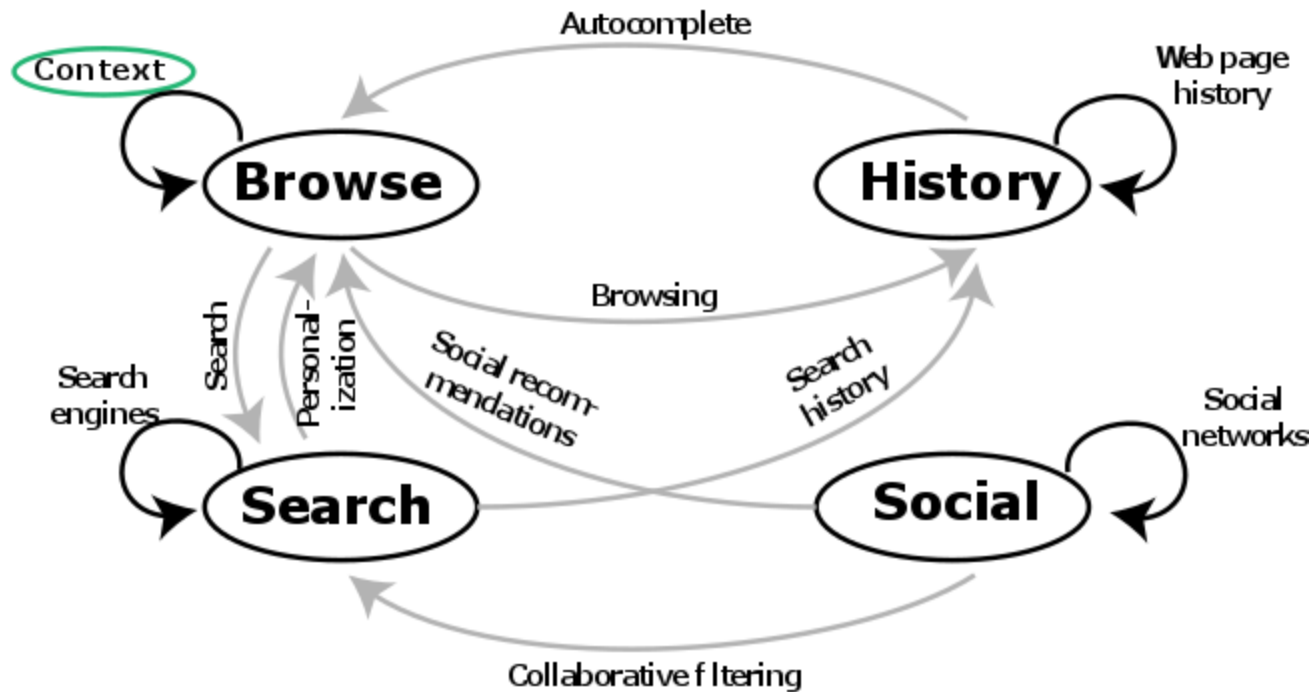 Autocomplete
Context
Web page
history
Browse
History
Browsing
Search
Personal-
ization
Social recom-
mendations
Search
history
Search
engines
Social
networks
Search
Social
Collaborative f ltering